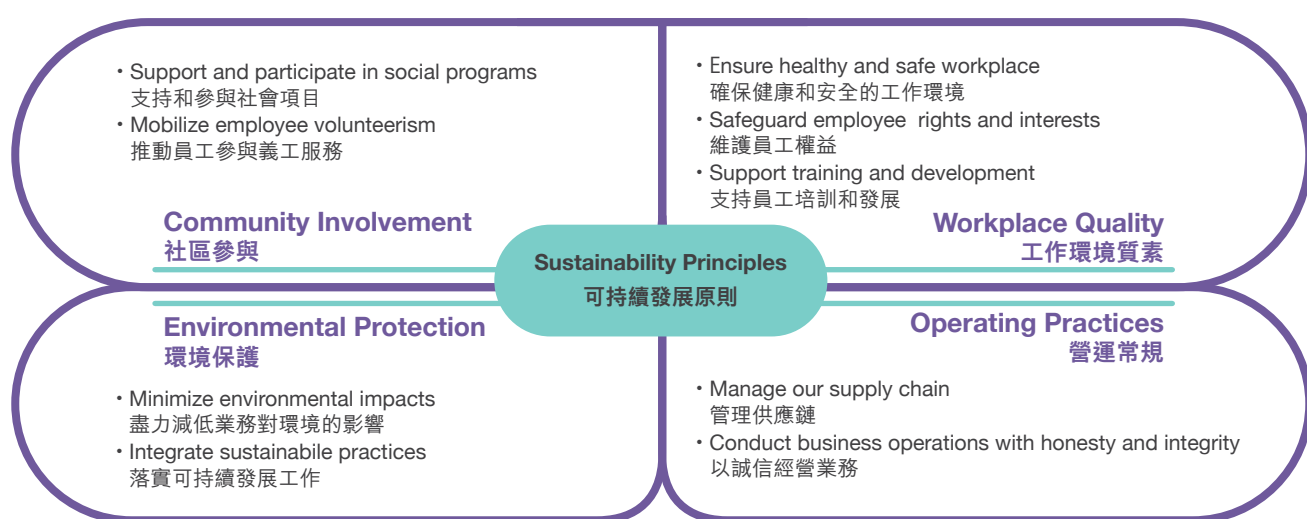 • Support and participate in social programs
支持和參與社會項目
• Mobilize employee volunteerism
推動員工參與義工服務
Community Involvement
社區參與
• Ensure healthy and safe workplace
確保健康和安全的工作環境
• Safeguard employee rights and interests
維護員工權益
• Support training and development
支持員工培訓和發展
Workplace Quality
工作環境質素
Sustainability Principles
可持續發展原則
Environmental Protection
環境保護
• Minimize environmental impacts
盡力減低業務對環境的影響
• Integrate sustainabile practices
落實可持續發展工作
Operating Practices
營運常規
• Manage our supply chain
管理供應鏈
• Conduct business operations with honesty and integrity
以誠信經營業務